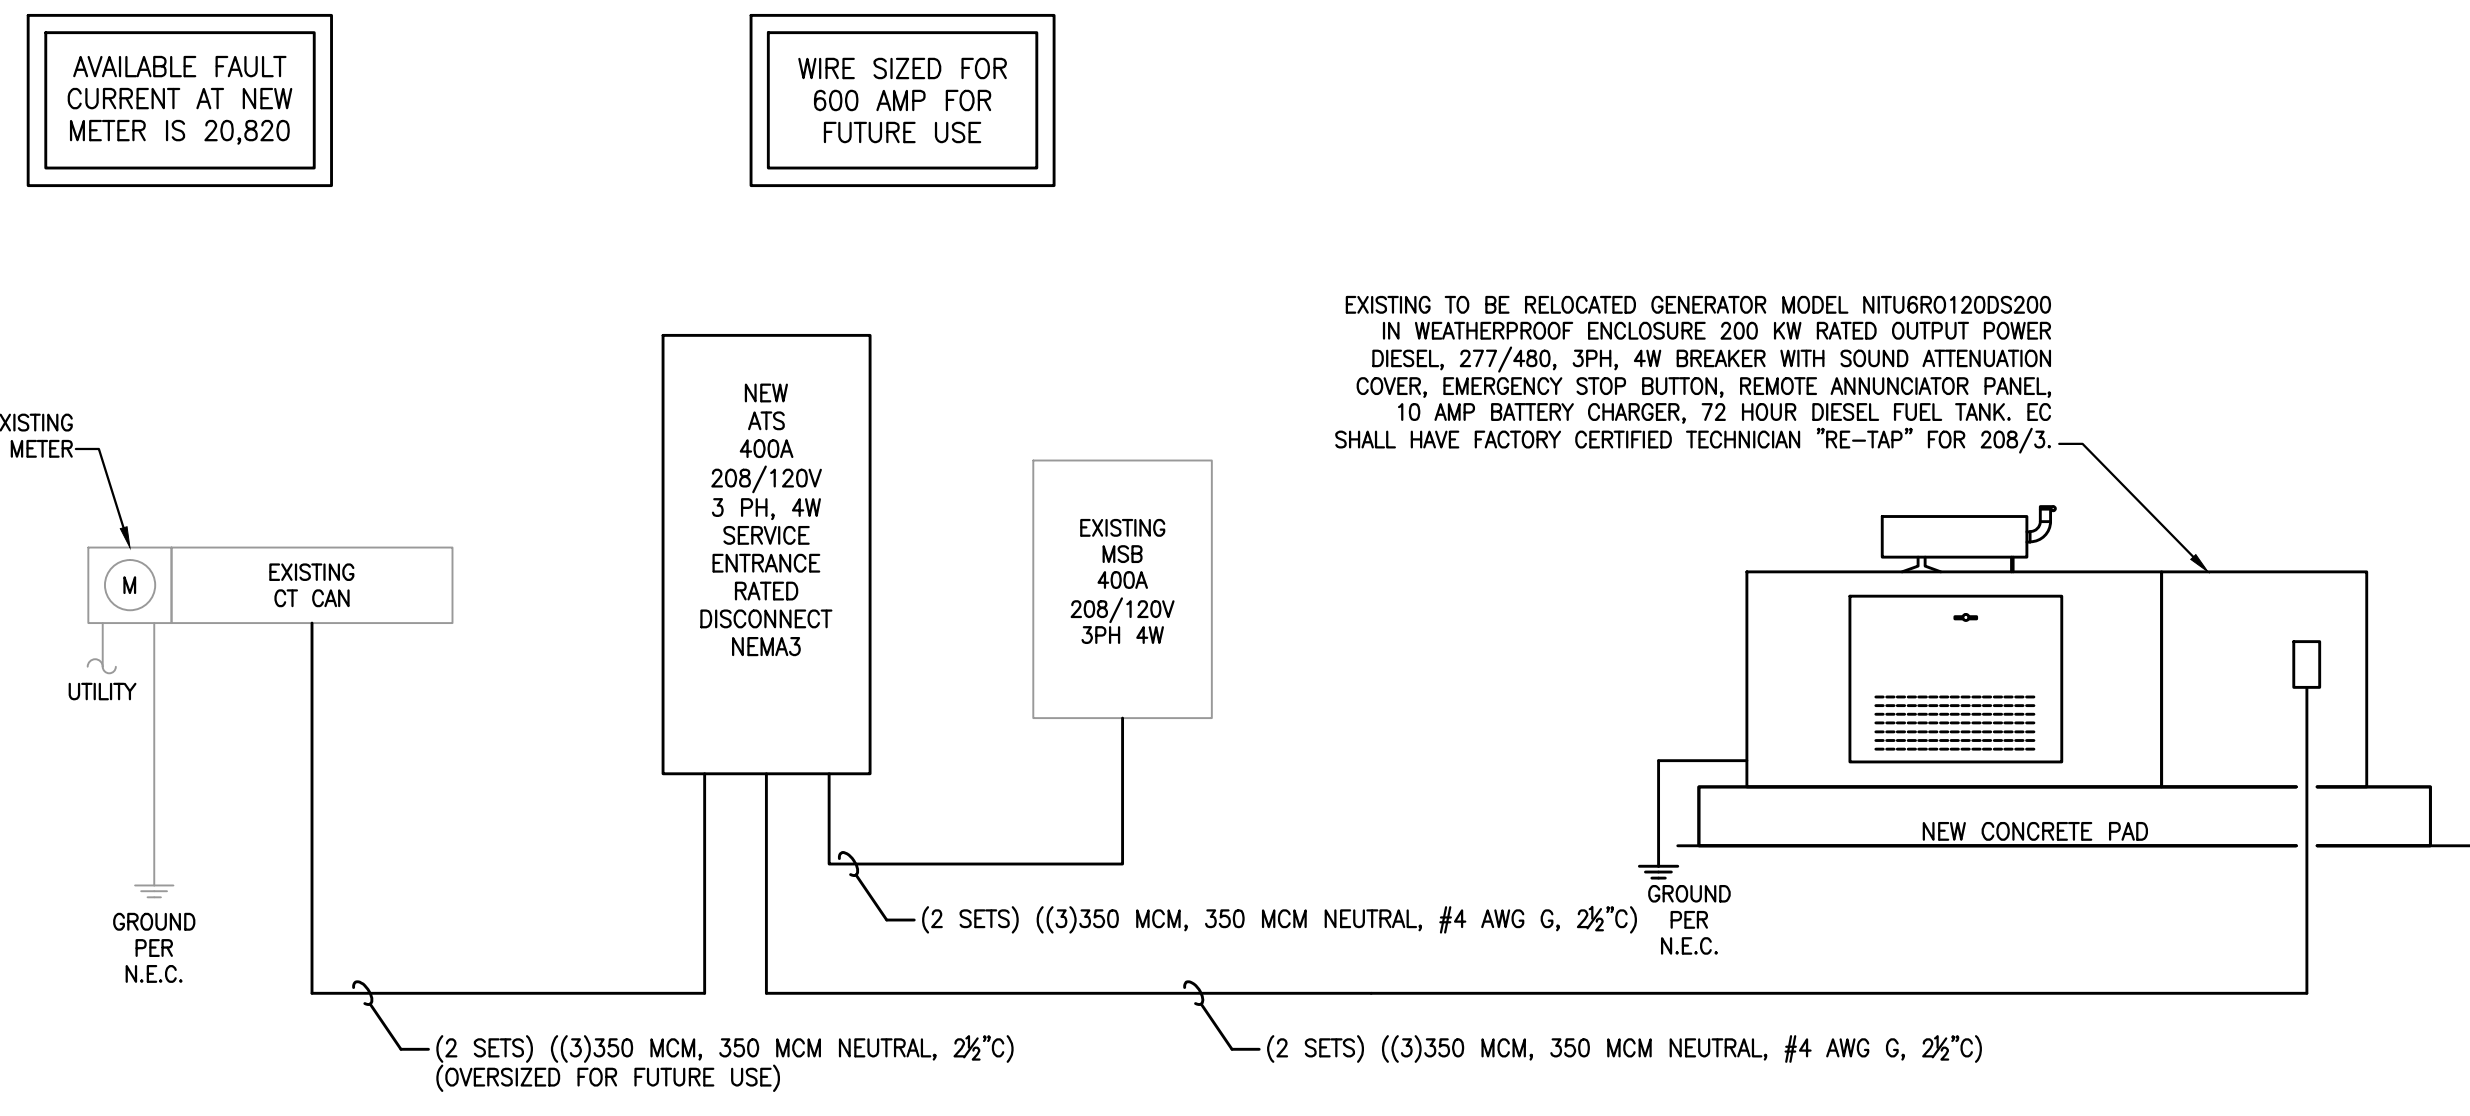 AVAILABLE FAULT
CURRENT AT NEW
METER IS 20,820
WIRE SIZED FOR
600 AMP FOR
FUTURE USE
EXISTING TO BE RELOCATED GENERATOR MODEL NITU6RO120DS200
IN WEATHERPROOF ENCLOSURE 200 KW RATED OUTPUT POWER
DIESEL, 277/480, 3PH, 4W BREAKER WITH SOUND ATTENUATION
COVER, EMERGENCY STOP BUTTON, REMOTE ANNUNCIATOR PANEL,
10 AMP BATTERY CHARGER, 72 HOUR DIESEL FUEL TANK. EC
SHALL HAVE FACTORY CERTIFIED TECHNICIAN "RE-TAP" FOR 208/3.
XISTING
METER
M
EXISTING
CT CAN
UTILITY
GROUND
PER
N.E.C.
NEW
ATS
400A
208/120V
3 PH, 4W
SERVICE
ENTRANCE
RATED
DISCONNECT
NEMA3
EXISTING
MSB
400A
208/120V
3PH 4W
NEW CONCRETE PAD
GROUND
PER
N.E.C.
(2 SETS) ((3)350 MCM, 350 MCM NEUTRAL, #4 AWG G, 2½"C)
(2 SETS) ((3)350 MCM, 350 MCM NEUTRAL, 2½"C)
(OVERSIZED FOR FUTURE USE)
(2 SETS) ((3)350 MCM, 350 MCM NEUTRAL, #4 AWG G, 2½"C)